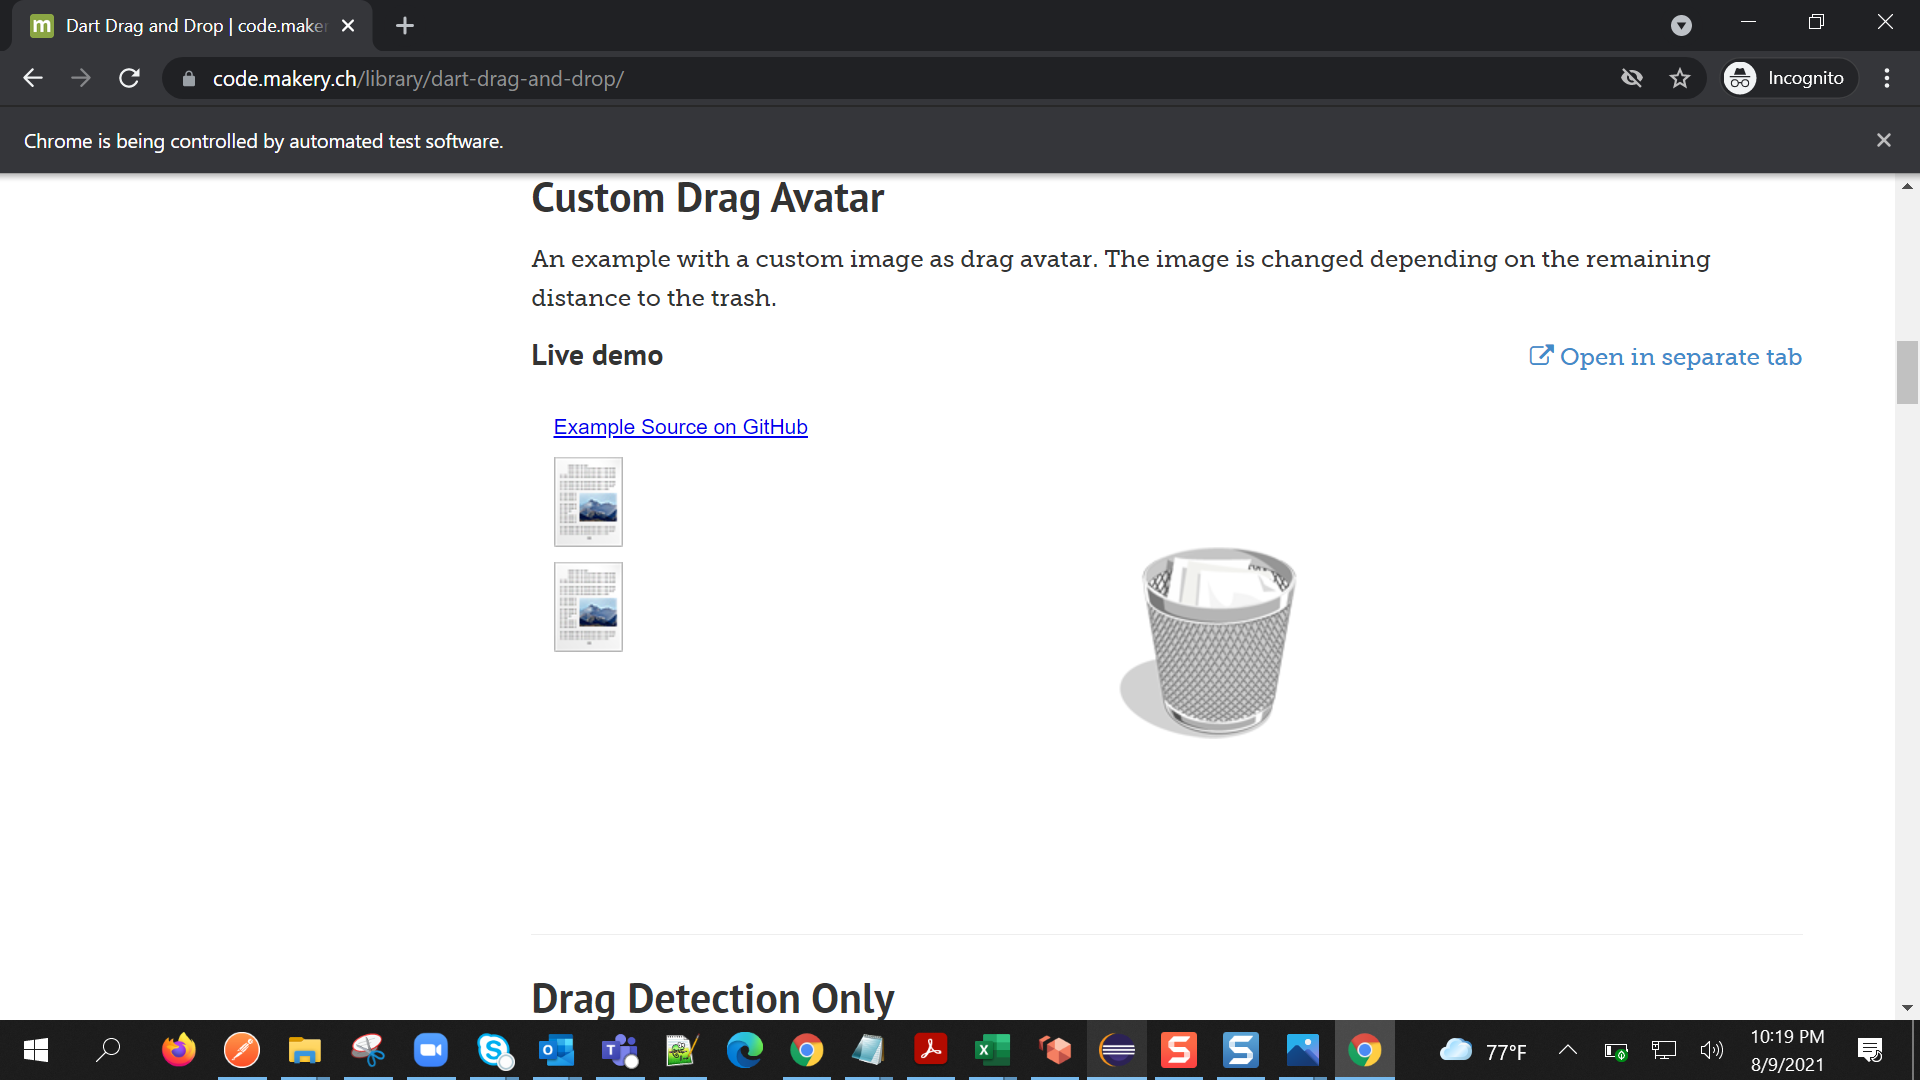 m Dart Drag and Drop | code.make
code.makery.ch/library/dart-drag-and-drop/
Incognito
Chrome is being controlled by automated test software.
Custom Drag Avatar
An example with a custom image as drag avatar. The image is changed depending on the remaining
distance to the trash.
Live demo
Open in separate tab
Example Source on GitHub
Drag Detection Only
77°F
10:19 PM
8/9/2021